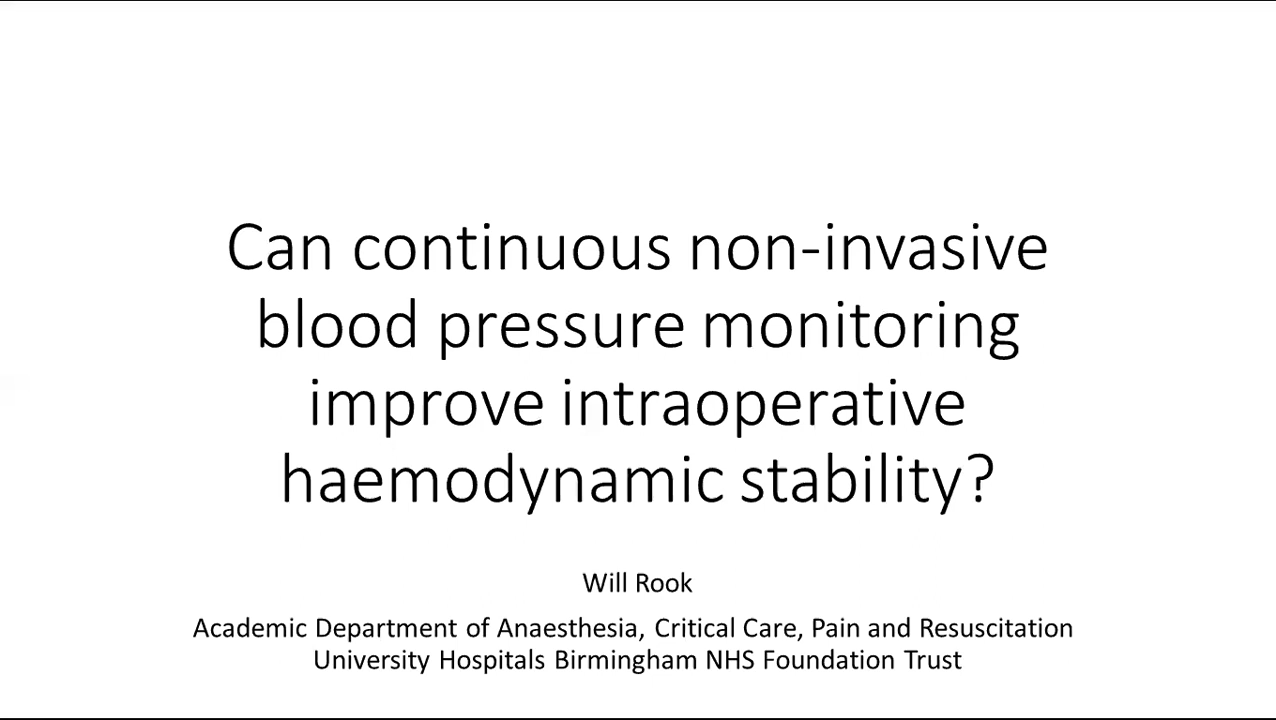 Can continuous non-invasive
blood pressure monitoring
improve intraoperative
haemodynamic stability?
Will Rook
Academic Department of Anaesthesia, Critical Care, Pain and Resuscitation
University Hospitals Birmingham NHS Foundation Trust